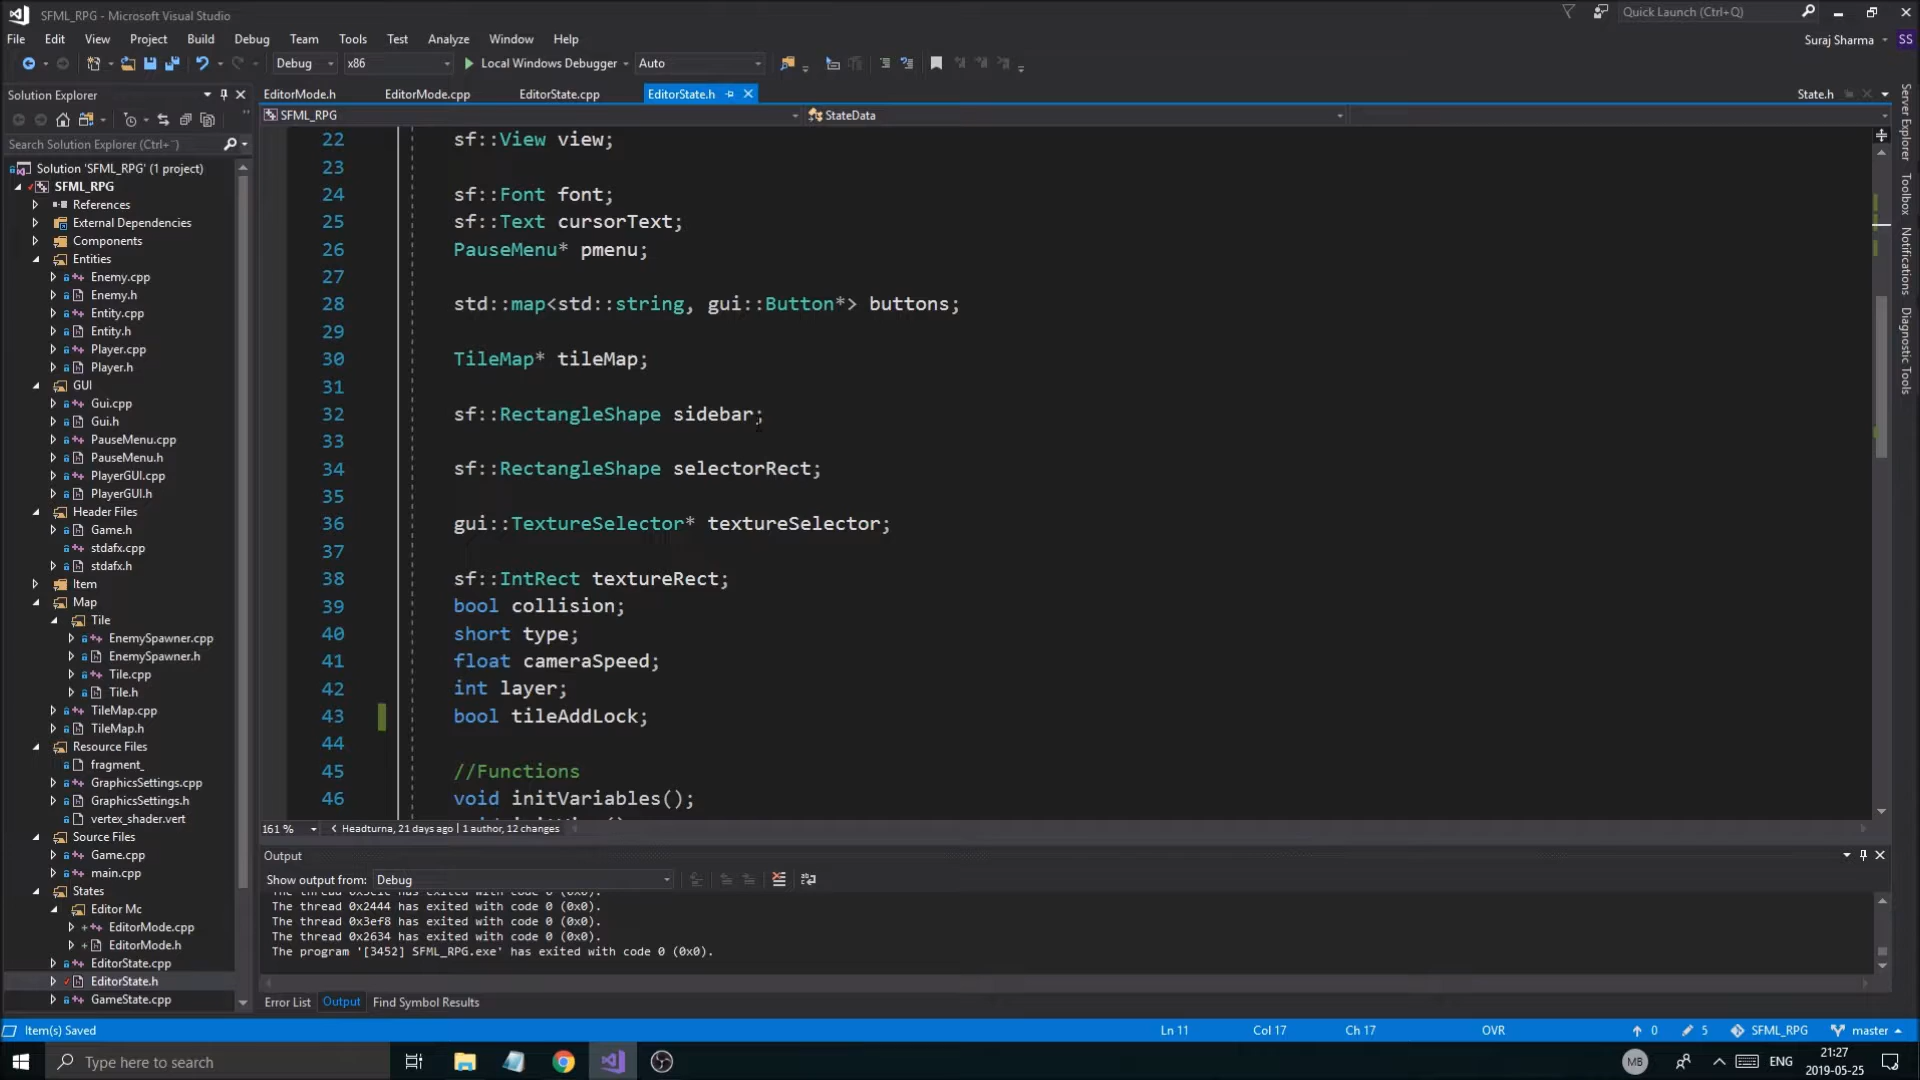 SFML_RPG - Microsoft Visual Studio
Quick Launch (Ctrl+Q)
File Edit View Project Build Debug Team Tools Test Analyze Window Help
Suraj Sharma SS
Debug x86 Local Windows Debugger Auto
Solution Explorer
EditorMode.h EditorMode.cpp EditorState.cpp EditorState.h State.h
SFML_RPG StateData
Search Solution Explorer (Ctrl+¨)
Solution 'SFML_RPG' (1 project)
SFML_RPG
References
External Dependencies
Components
Entities
Enemy.cpp
Enemy.h
Entity.cpp
Entity.h
Player.cpp
Player.h
GUI
Gui.cpp
Gui.h
PauseMenu.cpp
PauseMenu.h
PlayerGUI.cpp
PlayerGUI.h
Header Files
Game.h
stdafx.cpp
stdafx.h
Item
Map
Tile
EnemySpawner.cpp
EnemySpawner.h
Tile.cpp
Tile.h
TileMap.cpp
TileMap.h
Resource Files
fragment_
GraphicsSettings.cpp
GraphicsSettings.h
vertex_shader.vert
Source Files
Game.cpp
main.cpp
States
Editor Mc
EditorMode.cpp
EditorMode.h
EditorState.cpp
EditorState.h
GameState.cpp
22 sf::View view;
23
24 sf::Font font;
25 sf::Text cursorText;
26 PauseMenu* pmenu;
27
28 std::map<std::string, gui::Button*> buttons;
29
30 TileMap* tileMap;
31
32 sf::RectangleShape sidebar;
33
34 sf::RectangleShape selectorRect;
35
36 gui::TextureSelector* textureSelector;
37
38 sf::IntRect textureRect;
39 bool collision;
40 short type;
41 float cameraSpeed;
42 int layer;
43 bool tileAddLock;
44
45 //Functions
46 void initVariables();
161 % Headturna, 21 days ago | 1 author, 12 changes
Server Explorer
Toolbox
Notifications
Diagnostic Tools
Output
Show output from: Debug
The thread 0x2444 has exited with code 0 (0x0).
The thread 0x3ef8 has exited with code 0 (0x0).
The thread 0x2634 has exited with code 0 (0x0).
The program '[3452] SFML_RPG.exe' has exited with code 0 (0x0).
Error List Output Find Symbol Results
Item(s) Saved Ln 11 Col 17 Ch 17 OVR 0 5 SFML_RPG master
Type here to search MB ENG 21:27
2019-05-25